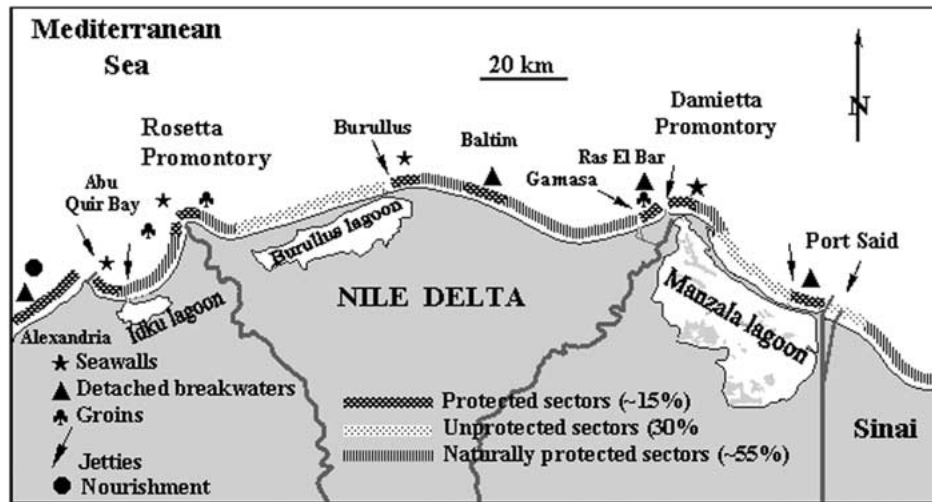 Mediterranean
Sea
20 km
N
Rosetta
Promontory
Burullus
Baltim
Damietta
Promontory
Ras El Bar
Gamasa
Abu
Quir Bay
Port Said
Burullus lagoon
Idku lagoon
NILE DELTA
Manzala lagoon
Alexandria
Seawalls
Detached breakwaters
Groins
Jetties
Nourishment
Protected sectors (~15%)
Unprotected sectors (30%
Naturally protected sectors (~55%)
Sinai